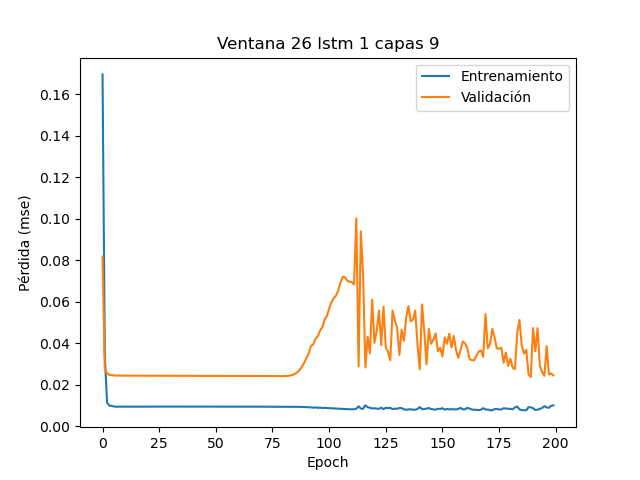 Ventana 26 lstm 1 capas 9
Entrenamiento
Validación
Pérdida (mse)
0.16
0.14
0.12
0.10
0.08
0.06
0.04
0.02
0.00
0 25 50 75 100 125 150 175 200
Epoch